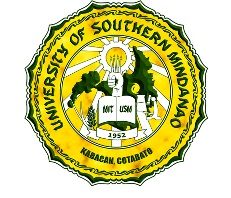 UNIVERSITY OF SOUTHERN MINDANAO
MIT USM
1952
KABACAN, COTABATO